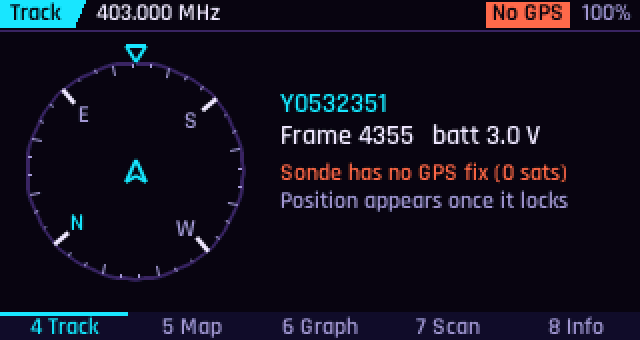 Track 403.000 MHz No GPS 100%
E S
N W
Y0532351
Frame 4355 batt 3.0 V
Sonde has no GPS fix (0 sats)
Position appears once it locks
4 Track 5 Map 6 Graph 7 Scan 8 Info